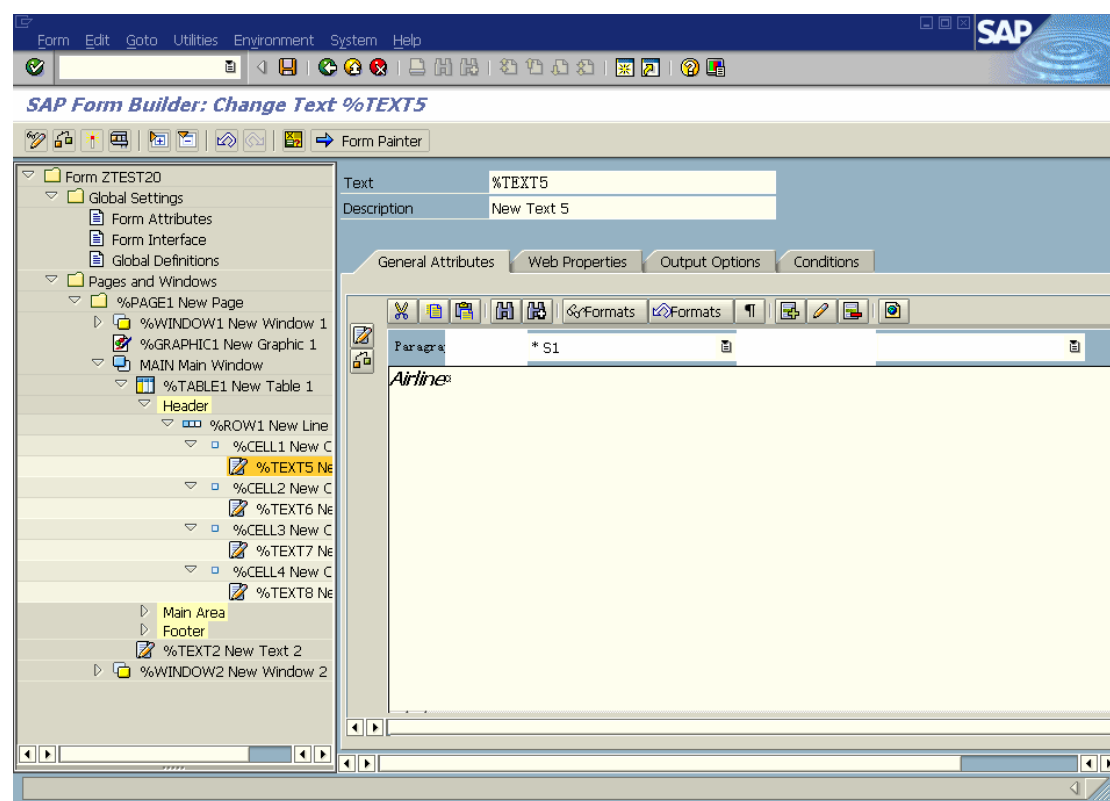 Form Edit Goto Utilities Environment System Help
SAP
SAP Form Builder: Change Text %TEXT5
Form Painter
Form ZTEST20
Global Settings
Form Attributes
Form Interface
Global Definitions
Pages and Windows
%PAGE1 New Page
%WINDOW1 New Window 1
%GRAPHIC1 New Graphic 1
MAIN Main Window
%TABLE1 New Table 1
Header
%ROW1 New Line
%CELL1 New C
%TEXT5 Ne
%CELL2 New C
%TEXT6 Ne
%CELL3 New C
%TEXT7 Ne
%CELL4 New C
%TEXT8 Ne
Main Area
Footer
%TEXT2 New Text 2
%WINDOW2 New Window 2
Text %TEXT5
Description New Text 5
General Attributes Web Properties Output Options Conditions
Formats Formats ¶
Paragra * S1
Airline¤